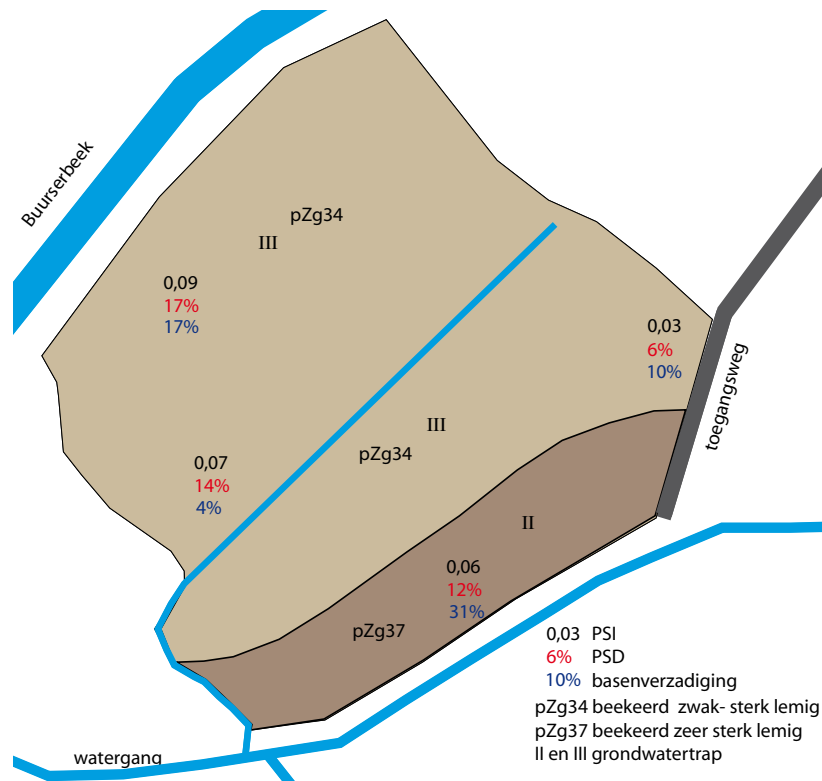 Buurserbeek
pZg34
III
0,09
17%
17%
0,03
6%
10%
toegangsweg
III
pZg34
0,07
14%
4%
II
0,06
12%
31%
pZg37
0,03 PSI
6% PSD
10% basenverzadiging
pZg34 beekeerd zwak- sterk lemig
pZg37 beekeerd zeer sterk lemig
II en III grondwatertrap
watergang